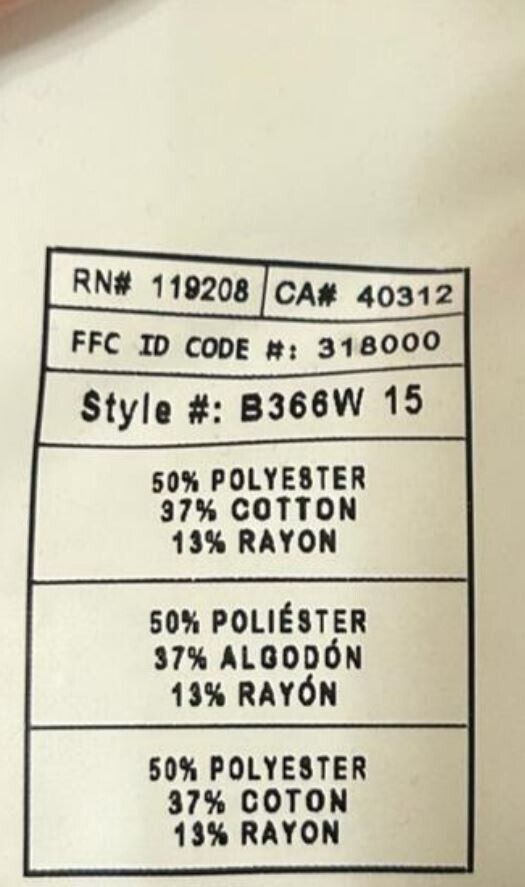 RN# 119208 CA# 40312
FFC ID CODE #: 318000
Style #: B366W 15
50% POLYESTER
37% COTTON
13% RAYON
50% POLIÉSTER
37% ALGODÓN
13% RAYÓN
50% POLYESTER
37% COTON
13% RAYON